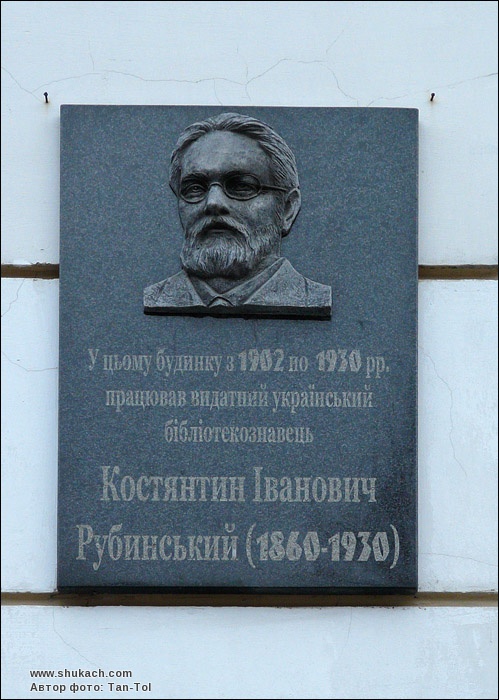 У цьому будинку з 1902 по 1930 рр.
працював видатний український
бібліотекознавець
Костянтин Іванович
Рубинський (1860-1930)
www.shukach.com
Автор фото: Tan-Tol